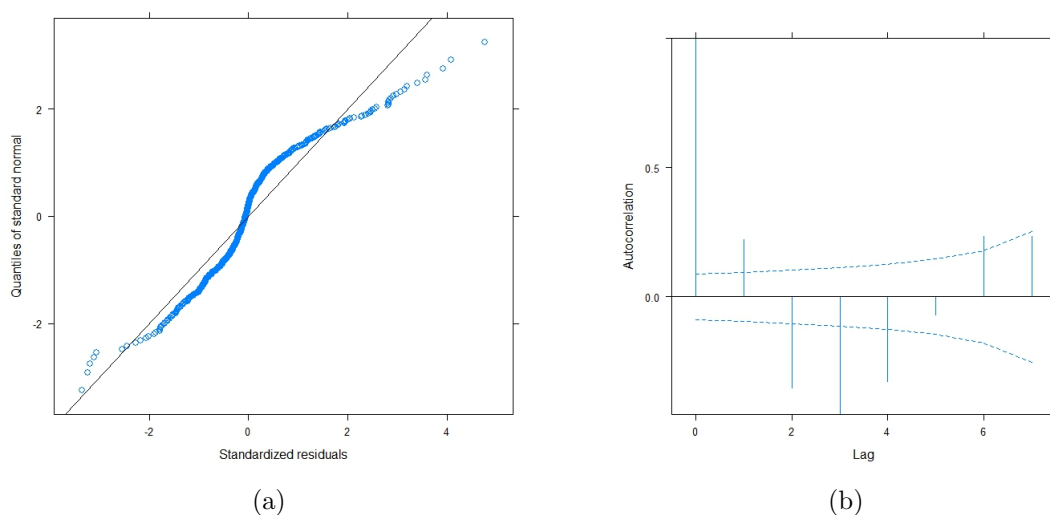 2
0
-2
Quantiles of standard normal
-2
0
2
4
Standardized residuals
(a)
0.5
0.0
Autocorrelation
0
2
4
6
Lag
(b)